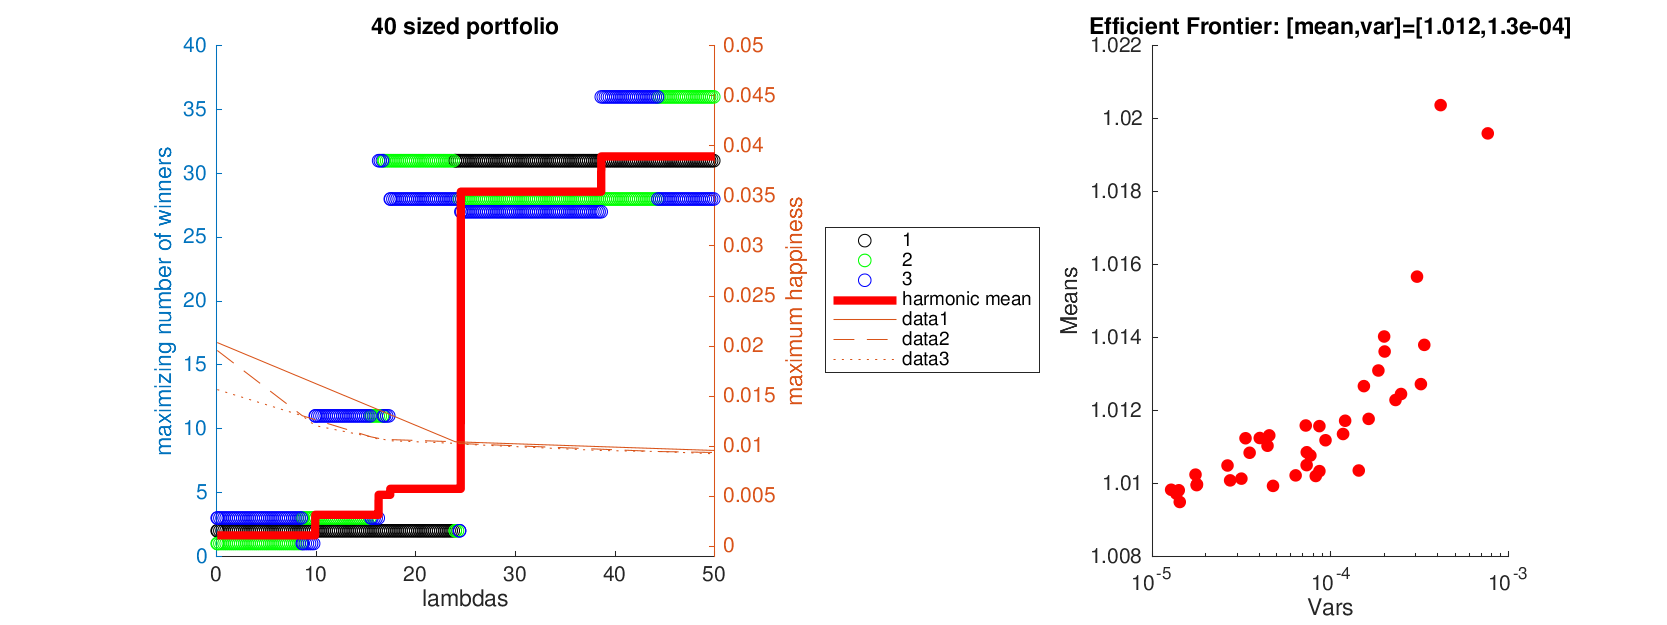 40 sized portfolio
40
35
30
25
20
15
10
5
0
maximizing number of winners
0.05
0.045
0.04
0.035
0.03
0.025
0.02
0.015
0.01
0.005
0
maximum happiness
0 10 20 30 40 50
lambdas
1
2
3
harmonic mean
data1
data2
data3
Efficient Frontier: [mean,var]=[1.012,1.3e-04]
1.022
1.02
1.018
1.016
1.014
1.012
1.01
1.008
Means
10^-5 10^-4 10^-3
Vars